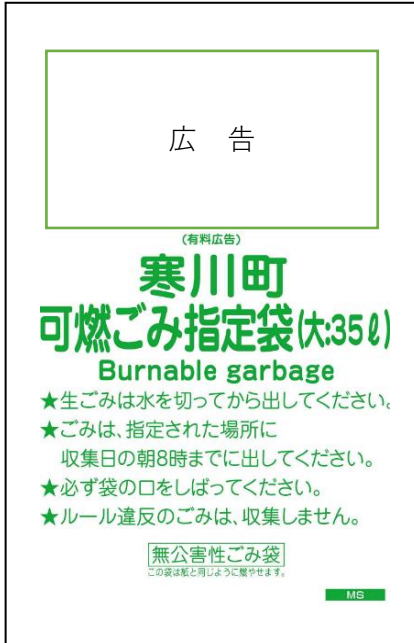 広 告
(有料広告)
寒川町
可燃ごみ指定袋(大:35ℓ)
Burnable garbage
★生ごみは水を切ってから出してください。
★ごみは、指定された場所に
収集日の朝8時までに出してください。
★必ず袋の口をしばってください。
★ルール違反のごみは、収集しません。
無公害性ごみ袋
この袋は紙と同じように燃やせます。
MS